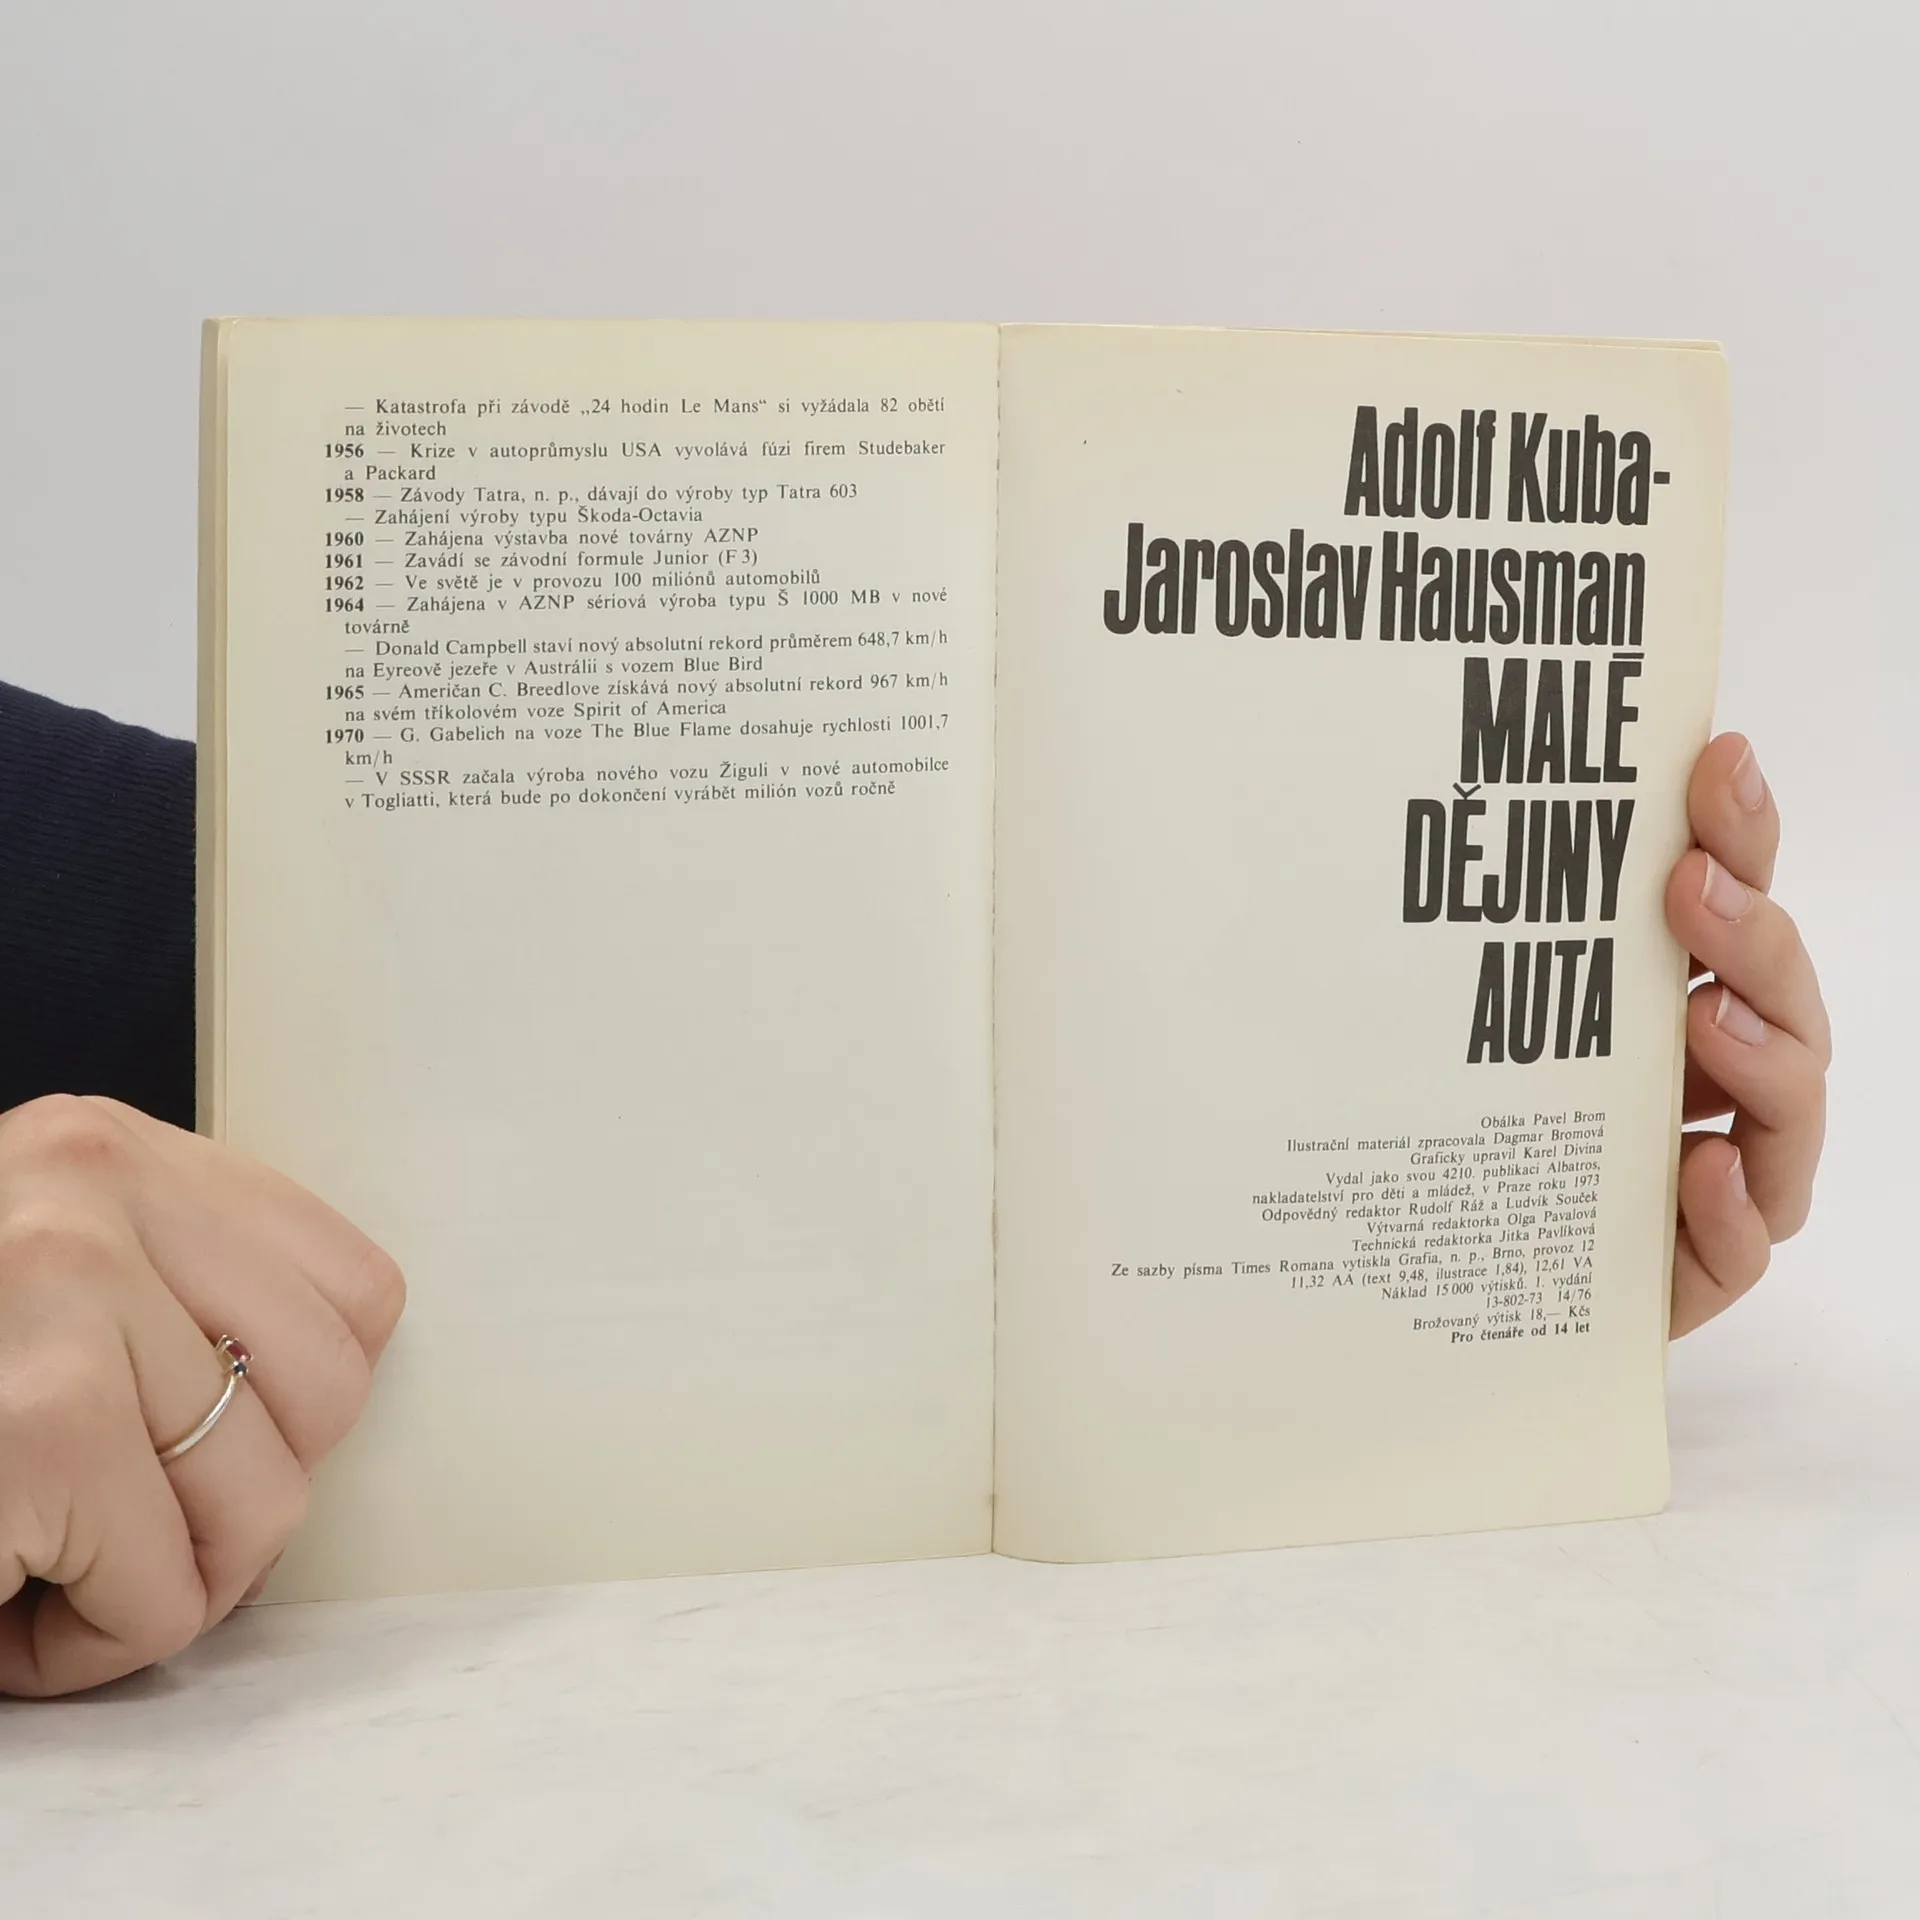 — Katastrofa při závodě „24 hodin Le Mans“ si vyžádala 82 obětí
na životech
1956 — Krize v autoprůmyslu USA vyvolává fúzi firem Studebaker
a Packard
1958 — Závody Tatra, n. p., dávají do výroby typ Tatra 603
— Zahájení výroby typu Škoda-Octavia
1960 — Zahájena výstavba nové továrny AZNP
1961 — Zavádí se závodní formule Junior (F 3)
1962 — Ve světě je v provozu 100 miliónů automobilů
1964 — Zahájena v AZNP sériová výroba typu Š 1000 MB v nové
továrně
— Donald Campbell staví nový absolutní rekord průměrem 648,7 km/h
na Eyreově jezeře v Austrálii s vozem Blue Bird
1965 — Američan C. Breedlove získává nový absolutní rekord 967 km/h
na svém tříkolovém voze Spirit of America
1970 — G. Gabelich na voze The Blue Flame dosahuje rychlosti 1001,7
km/h
— V SSSR začala výroba nového vozu Žiguli v nové automobilce
v Togliatti, která bude po dokončení vyrábět milión vozů ročně
Adolf Kuba-
Jaroslav Hausman
MALÉ
DĚJINY
AUTA
Obálka Pavel Brom
Ilustrační materiál zpracovala Dagmar Bromová
Graficky upravil Karel Divina
Vydal jako svou 4210. publikaci Albatros,
nakladatelství pro děti a mládež, v Praze roku 1973
Odpovědný redaktor Rudolf Ráž a Ludvík Souček
Výtvarná redaktorka Olga Pavalová
Technická redaktorka Jitka Pavlíková
Ze sazby písma Times Romana vytiskla Grafia, n. p., Brno, provoz 12
11,32 AA (text 9,48, ilustrace 1,84), 12,61 VA
Náklad 15 000 výtisků. 1. vydání
13-802-73 14/76
Brožovaný výtisk 18,— Kčs
Pro čtenáře od 14 let